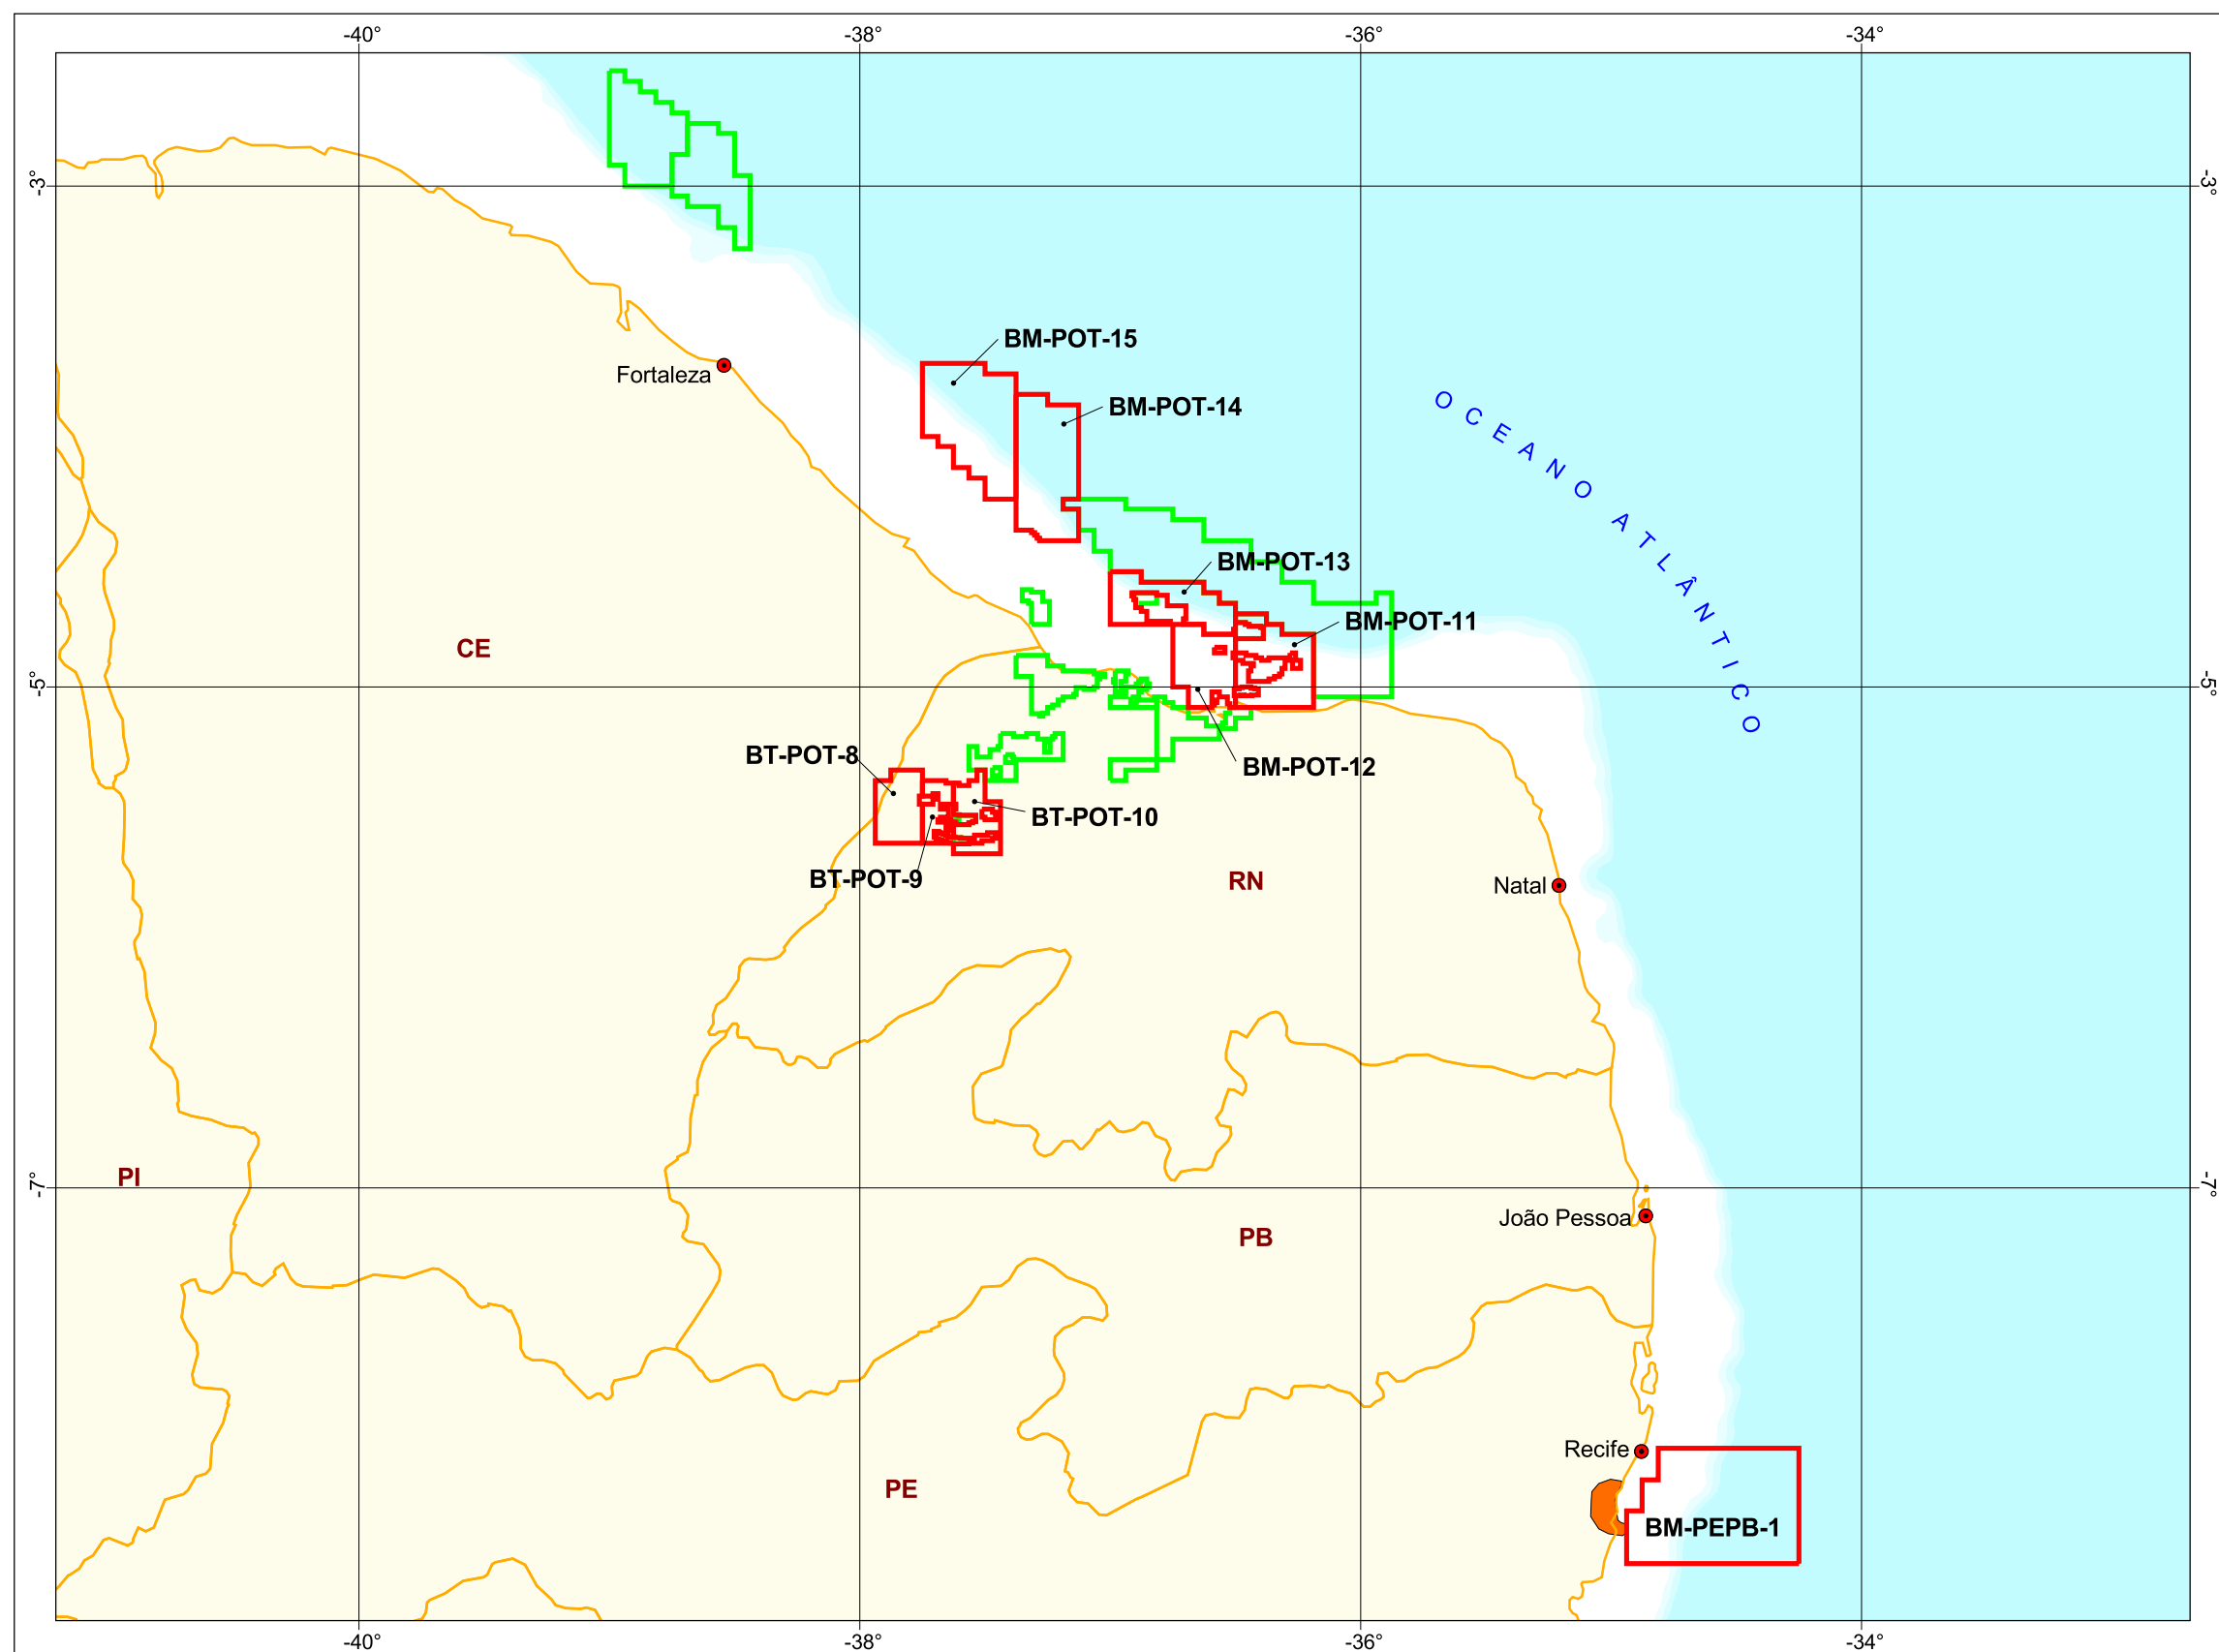 -40°
-38°
-36°
-34°
-3°
-3°
BM-POT-15
Fortaleza
BM-POT-14
OCEANO ATLÂNTICO
BM-POT-13
BM-POT-11
CE
-5°
-5°
BT-POT-8
BM-POT-12
BT-POT-10
BT-POT-9
RN
Natal
PI
-7°
-7°
João Pessoa
PB
Recife
PE
BM-PEPB-1
-40°
-38°
-36°
-34°